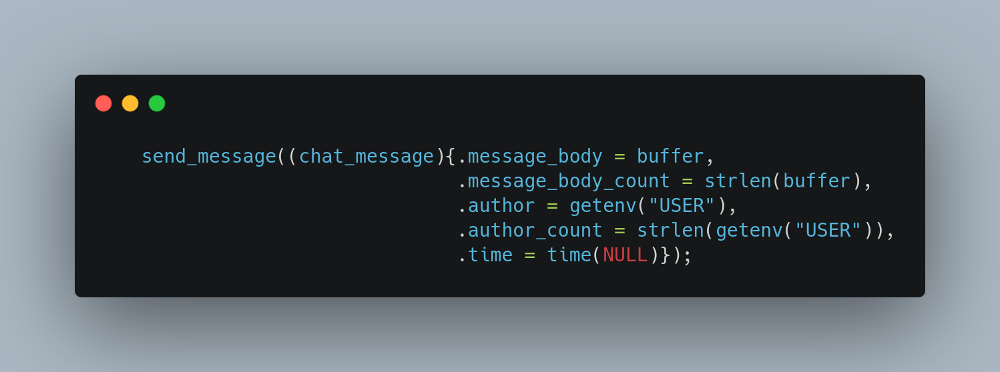 send_message((chat_message){.message_body = buffer,
                            .message_body_count = strlen(buffer),
                            .author = getenv("USER"),
                            .author_count = strlen(getenv("USER")),
                            .time = time(NULL)});